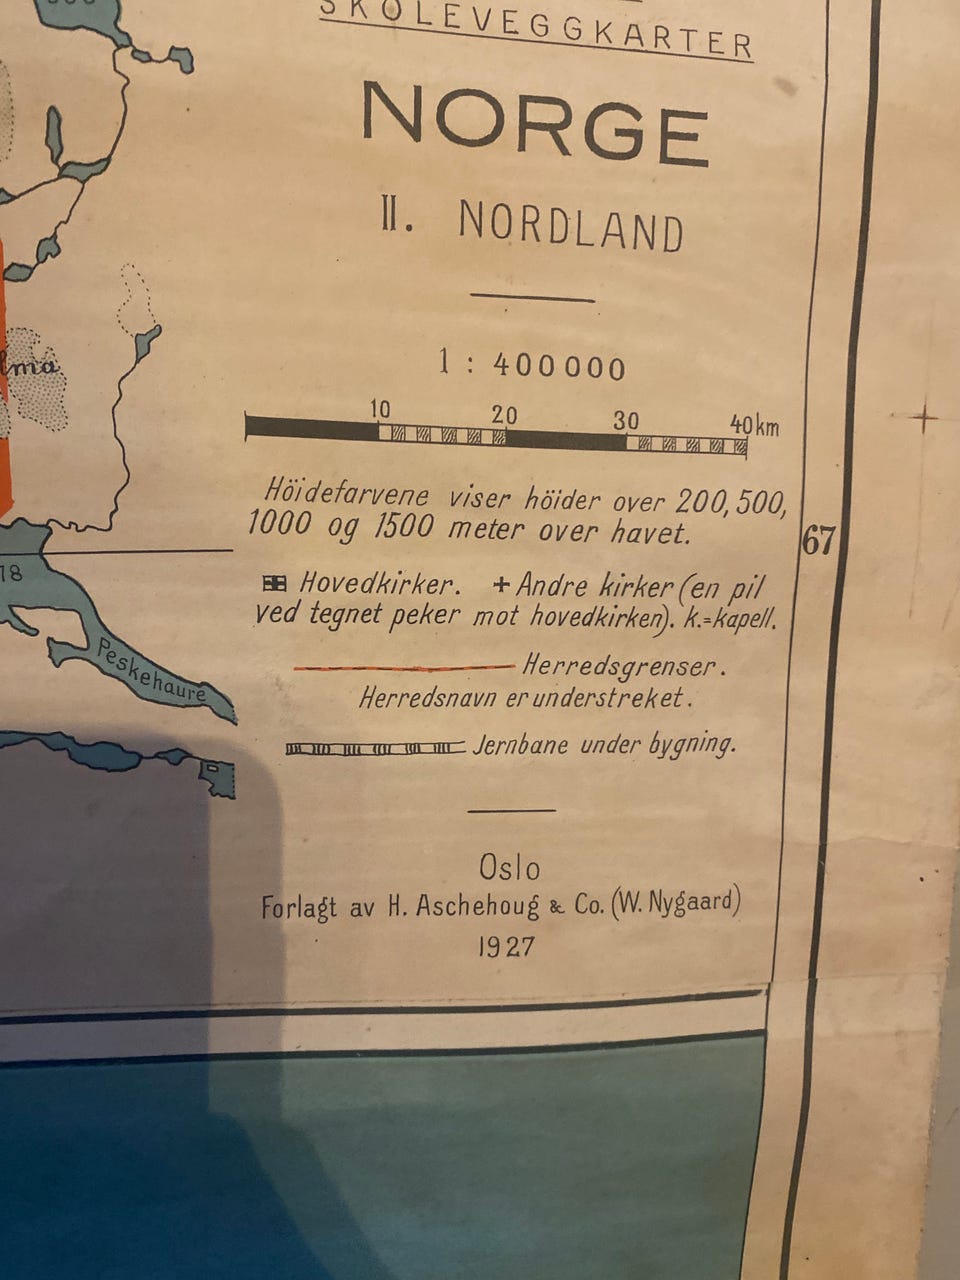 SKOLEVEGGKARTER
NORGE
II. NORDLAND
1 : 400000
10 20 30 40 km
Höidefarvene viser höider over 200, 500,
1000 og 1500 meter over havet.
67
Hovedkirker. + Andre kirker (en pil
ved tegnet peker mot hovedkirken). k.=kapell.
Herredsgrenser.
Herredsnavn er understreket.
Jernbane under bygning.
Peskehaure
Oslo
Forlagt av H. Aschehoug & Co. (W. Nygaard)
1927